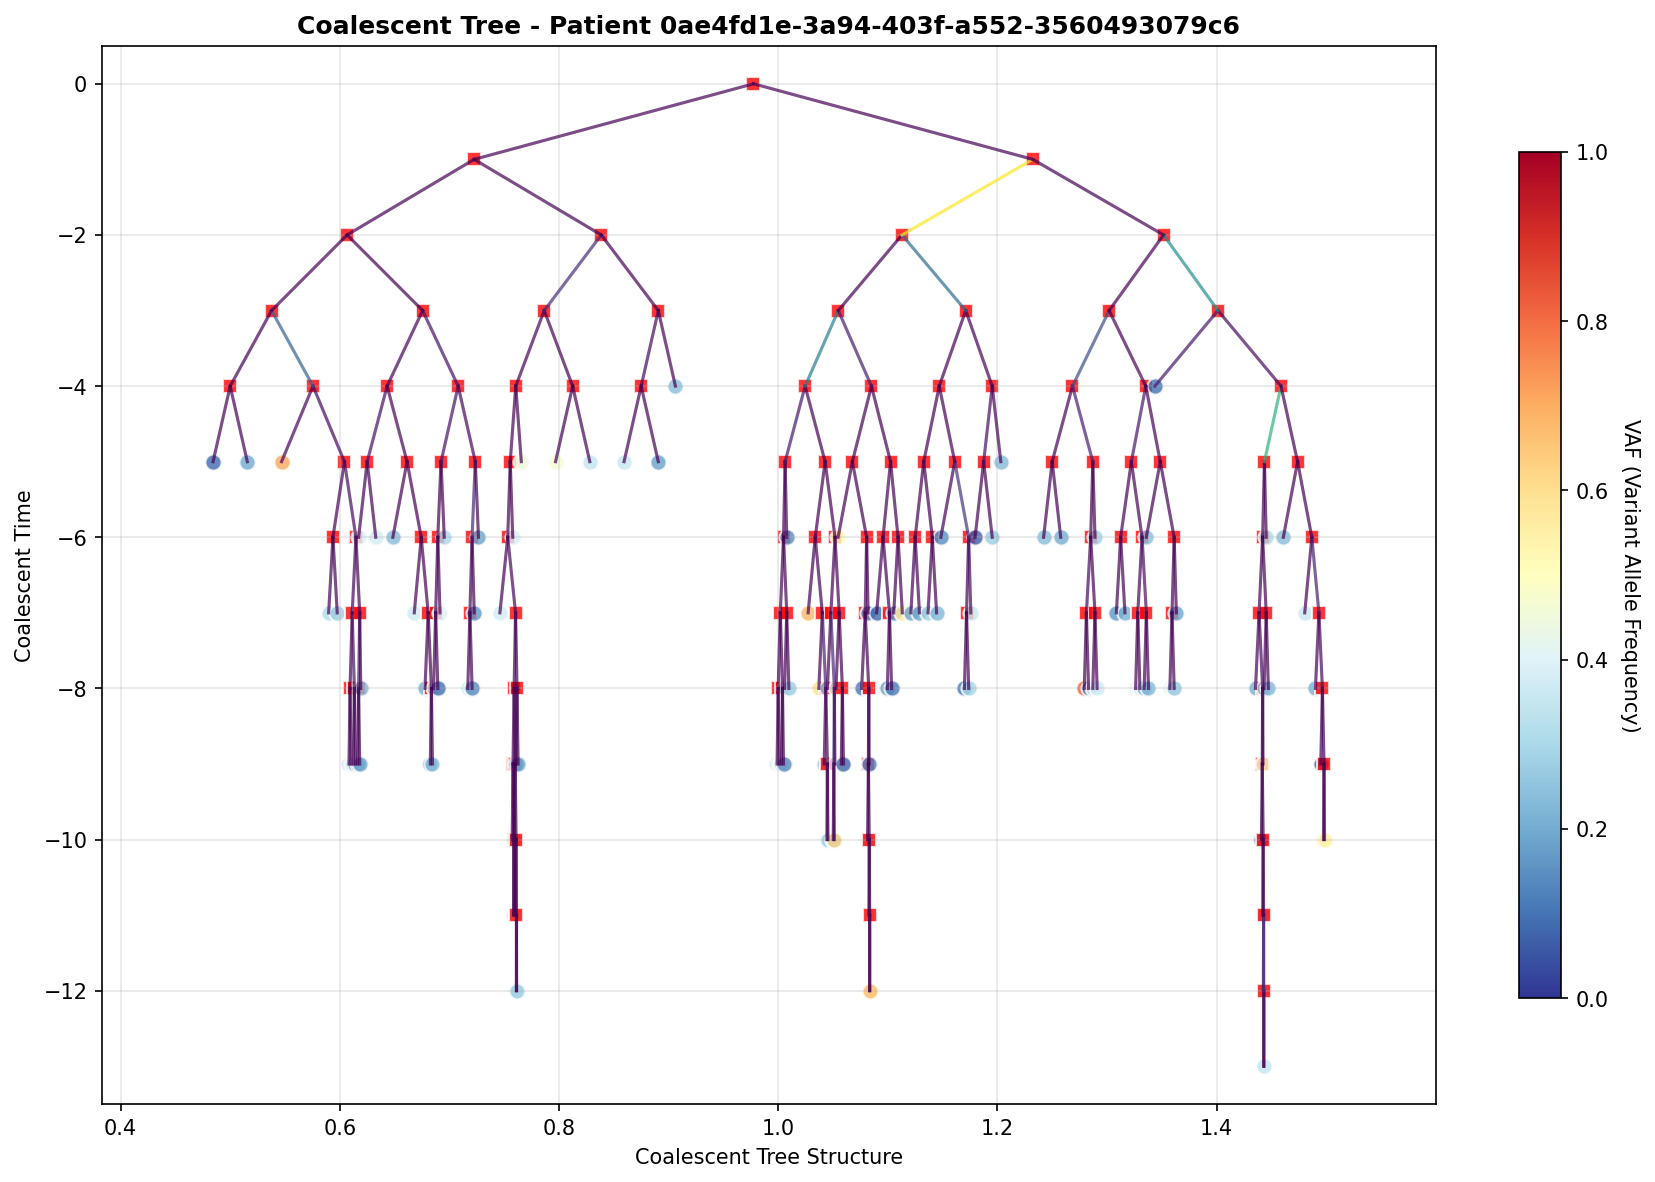 Coalescent Tree - Patient 0ae4fd1e-3a94-403f-a552-3560493079c6
0
−2
−4
−6
−8
−10
−12
Coalescent Time
0.4 0.6 0.8 1.0 1.2 1.4
Coalescent Tree Structure
1.0
0.8
0.6
0.4
0.2
0.0
VAF (Variant Allele Frequency)